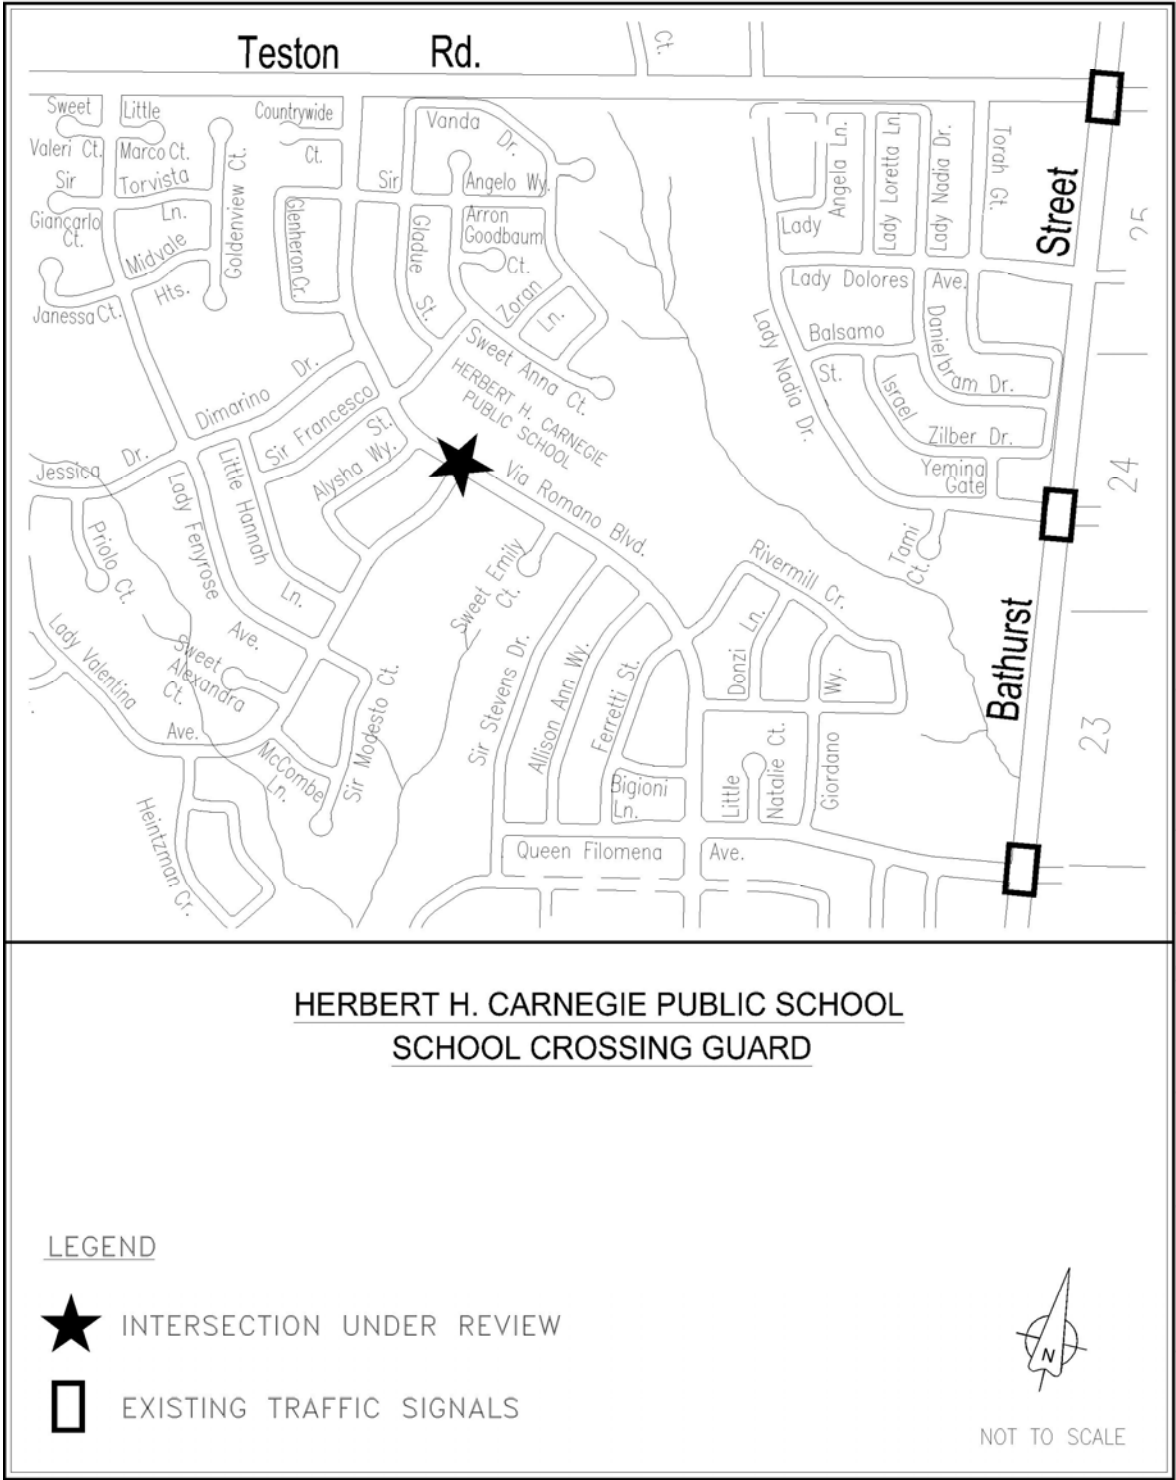 Teston Rd.
Ct.
Sweet
Valeri Ct.
Little
Marco Ct.
Countrywide
Ct.
Sir
Giancarlo
Ct.
Torvista
Ln.
Midvale
Hts.
Janessa Ct.
Goldenview Ct.
Glenheron Cr.
Vanda
Dr.
Sir
Gladue
St.
Angelo Wy.
Arron
Goodbaum
Ct.
Zoran
Ln.
Sweet Anna Ct.
HERBERT H. CARNEGIE
PUBLIC SCHOOL
Dimarino Dr.
Sir Francesco
St.
Alysha Wy.
Little Hannah
Ln.
Jessica Dr.
Lady Fenyrose
Ave.
Priolo Ct.
Lady Valentina
Ave.
Sweet
Alexandra
Ct.
McCombe
Ln.
Sir Modesto Ct.
Heintzman Cr.
Via Romano Blvd.
Sweet Emily
Ct.
Sir Stevens Dr.
Allison Ann Wy.
Ferretti St.
Bigioni
Ln.
Rivermill Cr.
Donzi Ln.
Wy.
Giordano
Little
Natalie Ct.
Queen Filomena Ave.
Lady
Angela Ln.
Lady Loretta Ln.
Lady Nadia Dr.
Torah Gt.
Lady Dolores Ave.
Balsamo
St.
Danielbram Dr.
Israel
Zilber Dr.
Yeming
Gate
Lady Nadia Dr.
Tami
Ct.
Bathurst Street
25
24
23
HERBERT H. CARNEGIE PUBLIC SCHOOL
SCHOOL CROSSING GUARD
LEGEND
INTERSECTION UNDER REVIEW
EXISTING TRAFFIC SIGNALS
N
NOT TO SCALE